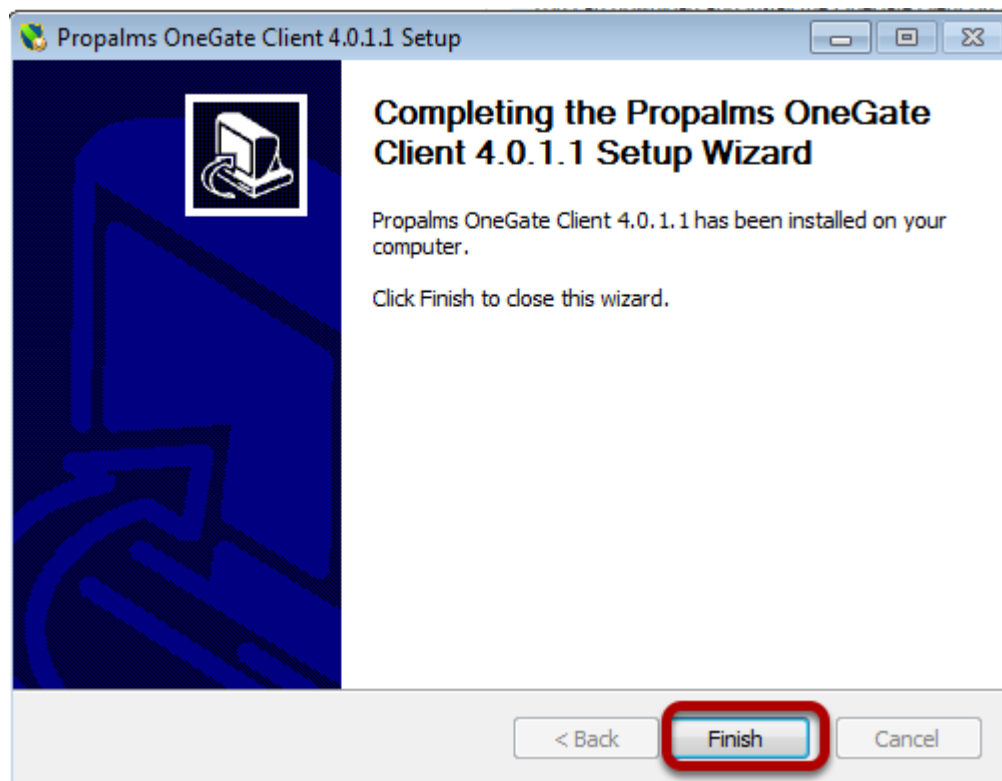 Propalms OneGate Client 4.0.1.1 Setup
Completing the Propalms OneGate
Client 4.0.1.1 Setup Wizard
Propalms OneGate Client 4.0.1.1 has been installed on your
computer.
Click Finish to close this wizard.
< Back Finish Cancel